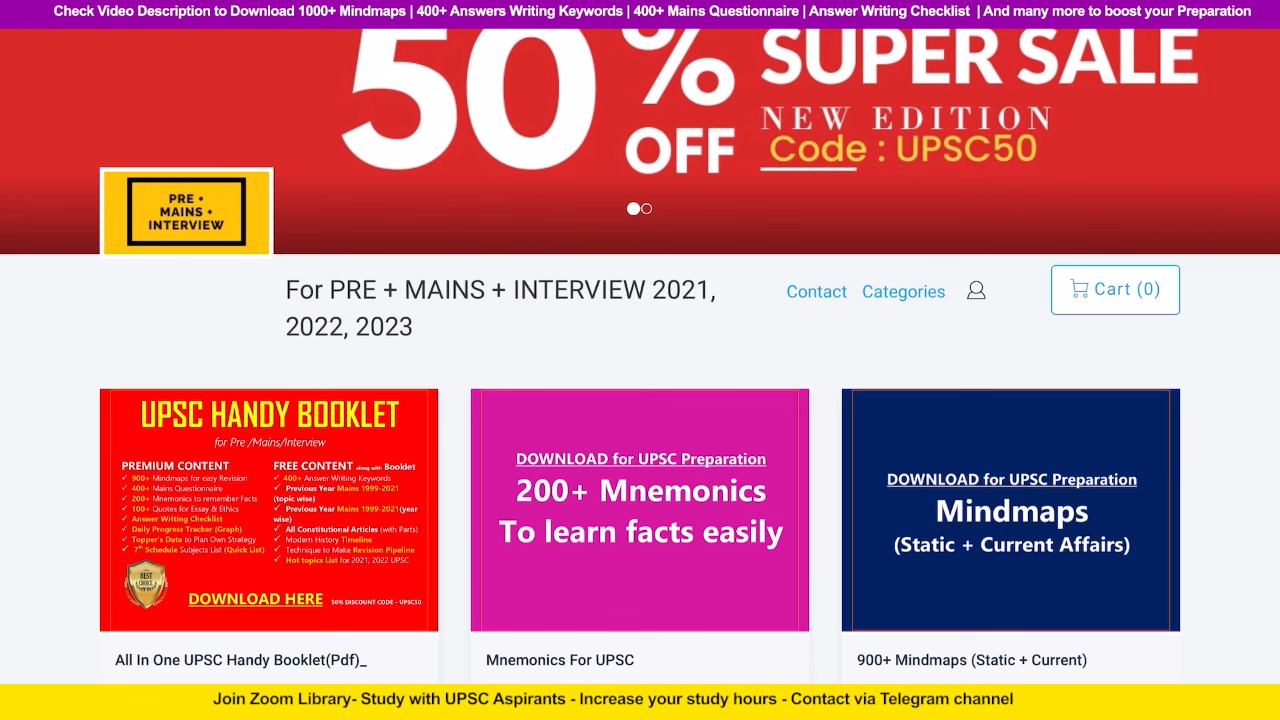 Check Video Description to Download 1000+ Mindmaps | 400+ Answers Writing Keywords | 400+ Mains Questionnaire | Answer Writing Checklist | And many more to boost your Preparation
50% OFF
SUPER SALE
NEW EDITION
Code : UPSC50
PRE +
MAINS +
INTERVIEW
For PRE + MAINS + INTERVIEW 2021,
2022, 2023
Contact Categories
Cart (0)
UPSC HANDY BOOKLET
for Pre /Mains/Interview
PREMIUM CONTENT
✓ 900+ Mindmaps for easy Revision
✓ 400+ Mains Questionnaire
✓ 200+ Mnemonics to remember Facts
✓ 100+ Quotes for Essay & Ethics
✓ Answer Writing Checklist
✓ Daily Progress Tracker (Graph)
✓ Topper's Data to Plan Own Strategy
✓ 7th Schedule Subjects List (Quick List)
FREE CONTENT along with Booklet
✓ 400+ Answer Writing Keywords
✓ Previous Year Mains 1999-2021
(topic wise)
✓ Previous Year Mains 1999-2021(year
wise)
✓ All Constitutional Articles (with Parts)
✓ Modern History Timeline
✓ Technique to Make Revision Pipeline
✓ Hot topics List for 2021, 2022 UPSC
BEST
CHOICE
DOWNLOAD HERE
50% DISCOUNT CODE – UPSC50
DOWNLOAD for UPSC Preparation
200+ Mnemonics
To learn facts easily
DOWNLOAD for UPSC Preparation
Mindmaps
(Static + Current Affairs)
All In One UPSC Handy Booklet(Pdf)_
Mnemonics For UPSC
900+ Mindmaps (Static + Current)
Join Zoom Library- Study with UPSC Aspirants - Increase your study hours - Contact via Telegram channel